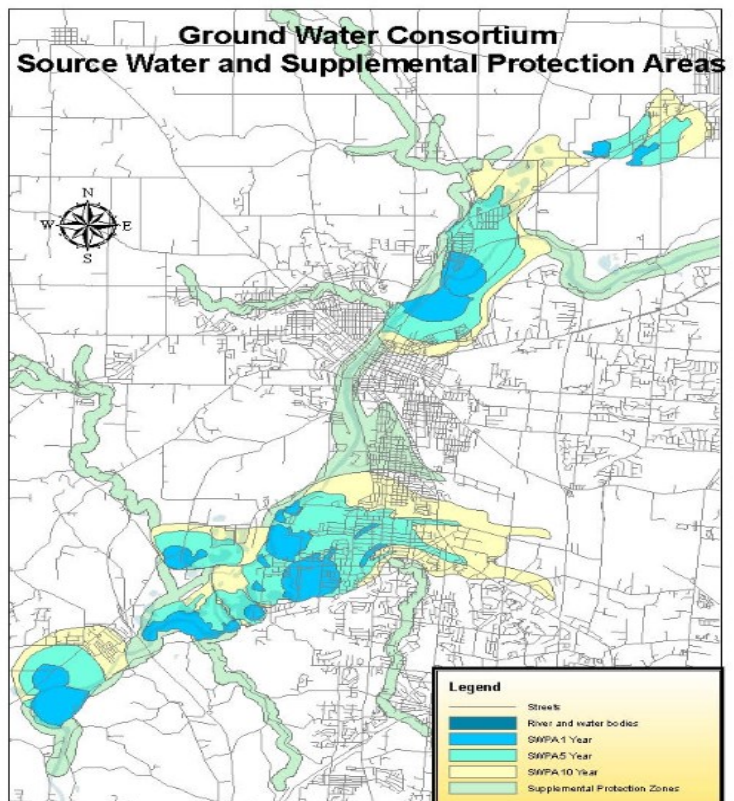 Ground Water Consortium
Source Water and Supplemental Protection Areas
N
W E
S
Legend
Streets
River and water bodies
SWPA 1 Year
SWPA 5 Year
SWPA 10 Year
Supplemental Protection Zones